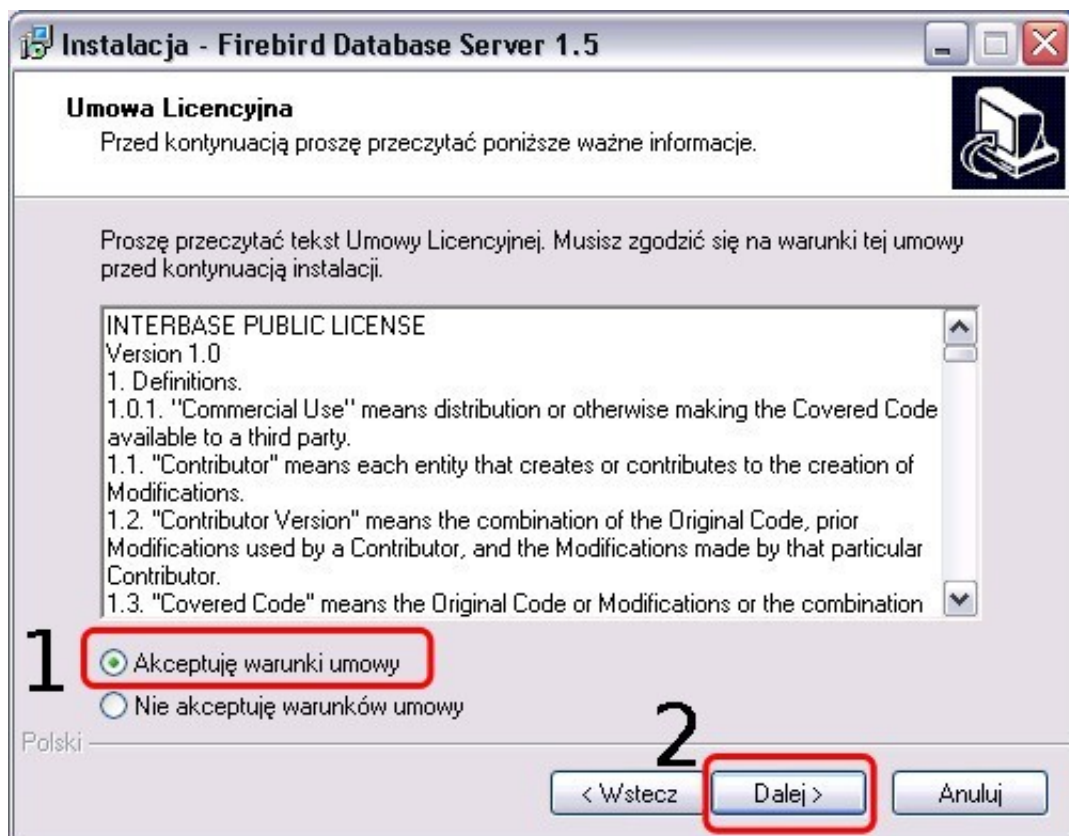 Instalacja - Firebird Database Server 1.5
Umowa Licencyjna
Przed kontynuacją proszę przeczytać poniższe ważne informacje.
Proszę przeczytać tekst Umowy Licencyjnej. Musisz zgodzić się na warunki tej umowy
przed kontynuacją instalacji.
INTERBASE PUBLIC LICENSE
Version 1.0
1. Definitions.
1.0.1. "Commercial Use" means distribution or otherwise making the Covered Code
available to a third party.
1.1. "Contributor" means each entity that creates or contributes to the creation of
Modifications.
1.2. "Contributor Version" means the combination of the Original Code, prior
Modifications used by a Contributor, and the Modifications made by that particular
Contributor.
1.3. "Covered Code" means the Original Code or Modifications or the combination
1 Akceptuję warunki umowy
Nie akceptuję warunków umowy
Polski
2
< Wstecz Dalej > Anuluj